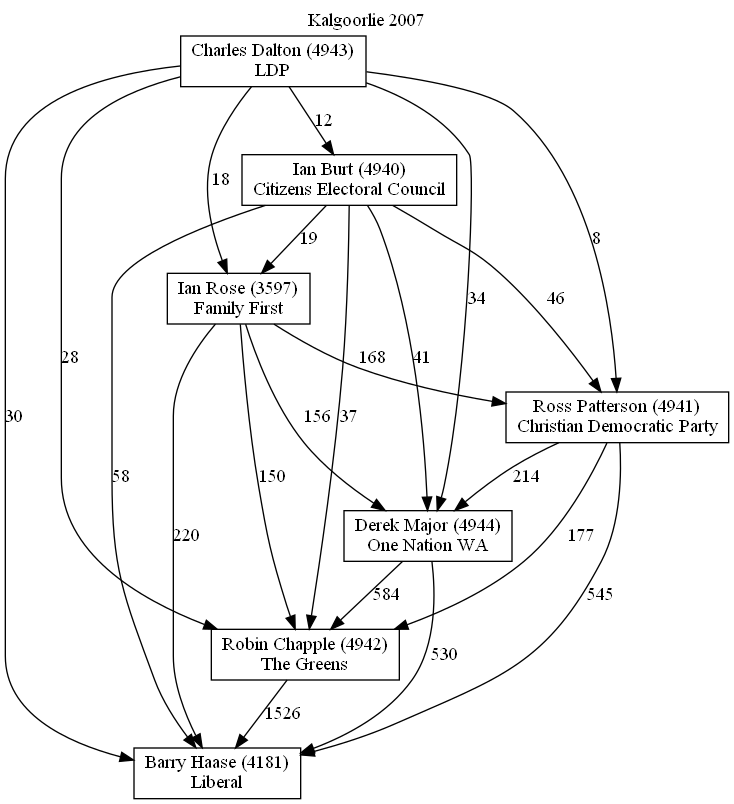 Kalgoorlie 2007
Charles Dalton (4943)
LDP
12
Ian Burt (4940)
Citizens Electoral Council
18
19
8
Ian Rose (3597)
Family First
34
46
28
168
41
30
156
37
Ross Patterson (4941)
Christian Democratic Party
58
150
214
220
Derek Major (4944)
One Nation WA
177
584
545
Robin Chapple (4942)
The Greens
530
1526
Barry Haase (4181)
Liberal